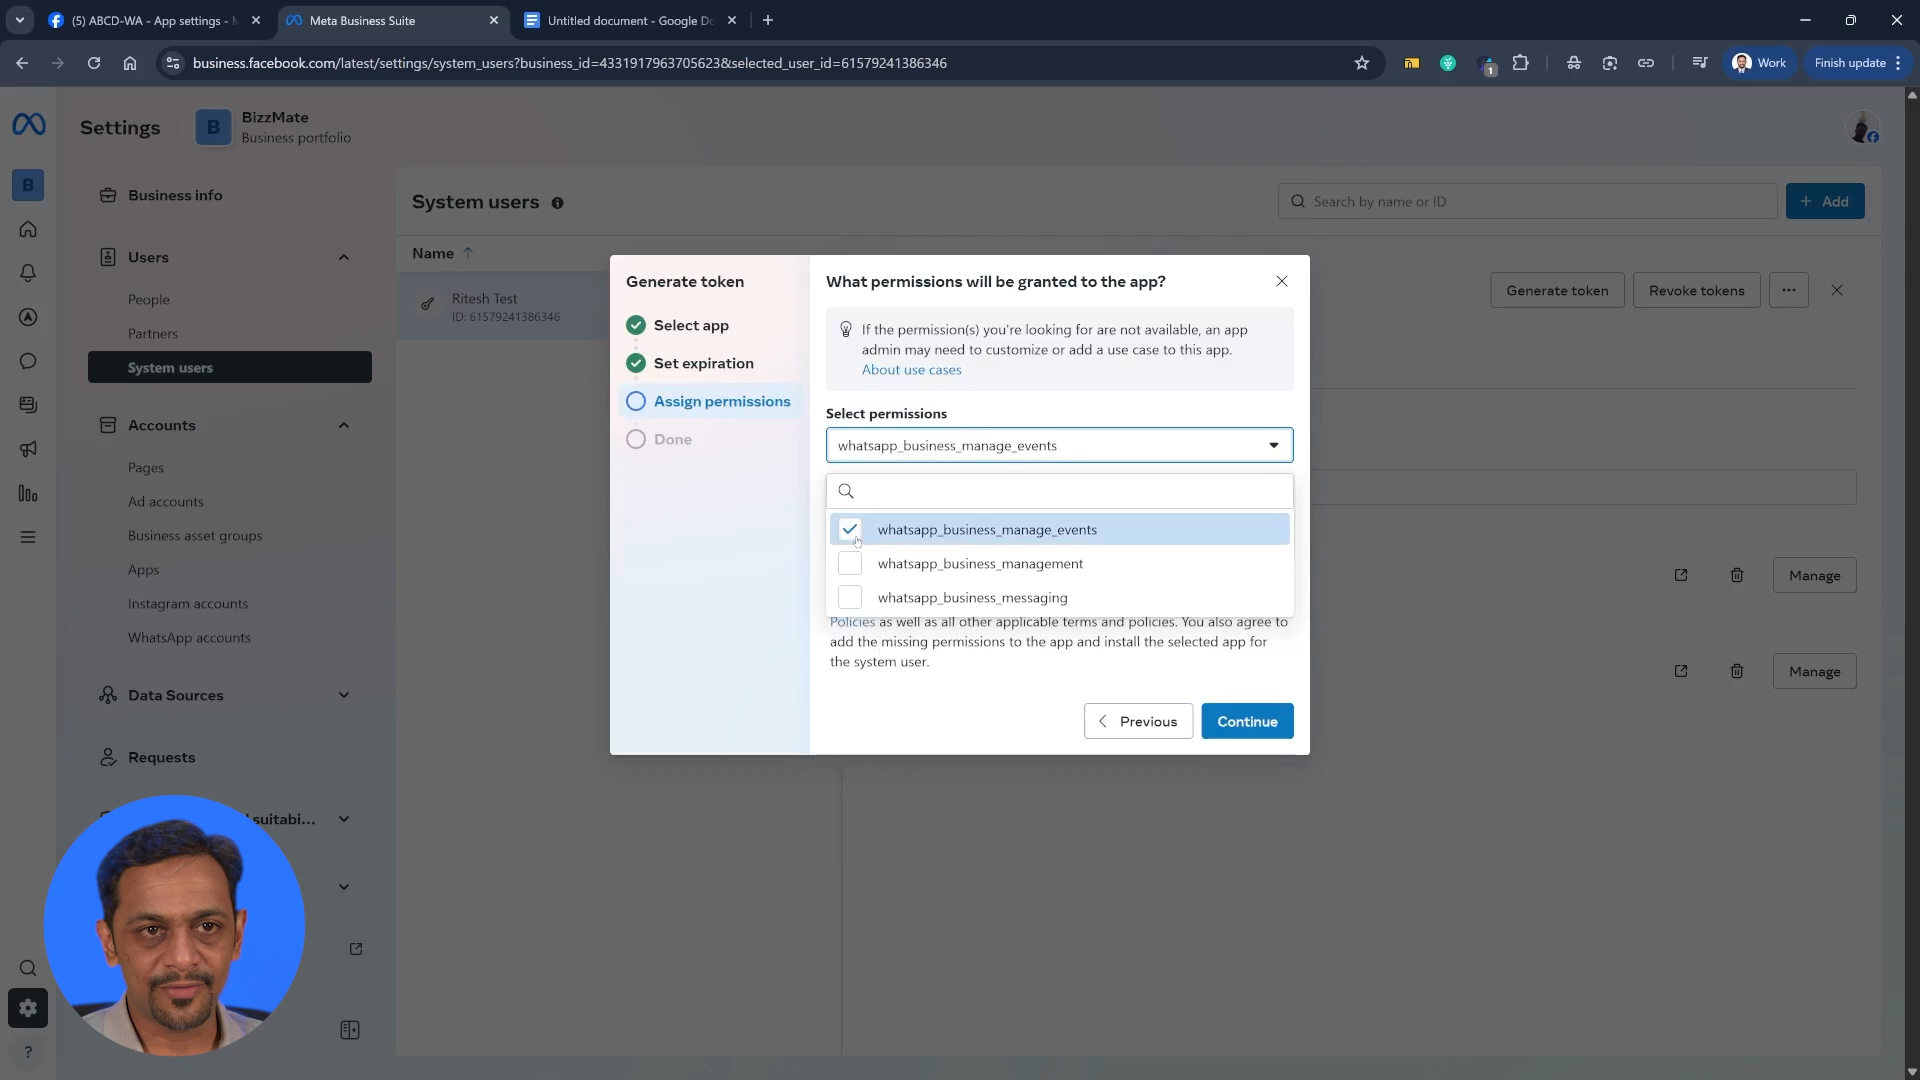 (5) ABCD-WA - App settings -
Meta Business Suite
Untitled document - Google Do
business.facebook.com/latest/settings/system_users?business_id=433191796370562​3&selected_user_id=61579241386346
1
Work
Finish update
Settings
B
BizzMate
Business portfolio
B
Business info
Users
People
Partners
System users
Accounts
Pages
Ad accounts
Business asset groups
Apps
Instagram accounts
WhatsApp accounts
Data Sources
Requests
suitabi...
?
System users
Search by name or ID
+ Add
Name
Ritesh Test
ID: 61579241386346
Generate token
Revoke tokens
...
Manage
Manage
Generate token
Select app
Set expiration
Assign permissions
Done
What permissions will be granted to the app?
If the permission(s) you're looking for are not available, an app
admin may need to customize or add a use case to this app.
About use cases
Select permissions
whatsapp_business_manage_events
whatsapp_business_manage_events
whatsapp_business_management
whatsapp_business_messaging
Policies as well as all other applicable terms and policies. You also agree to
add the missing permissions to the app and install the selected app for
the system user.
Previous
Continue